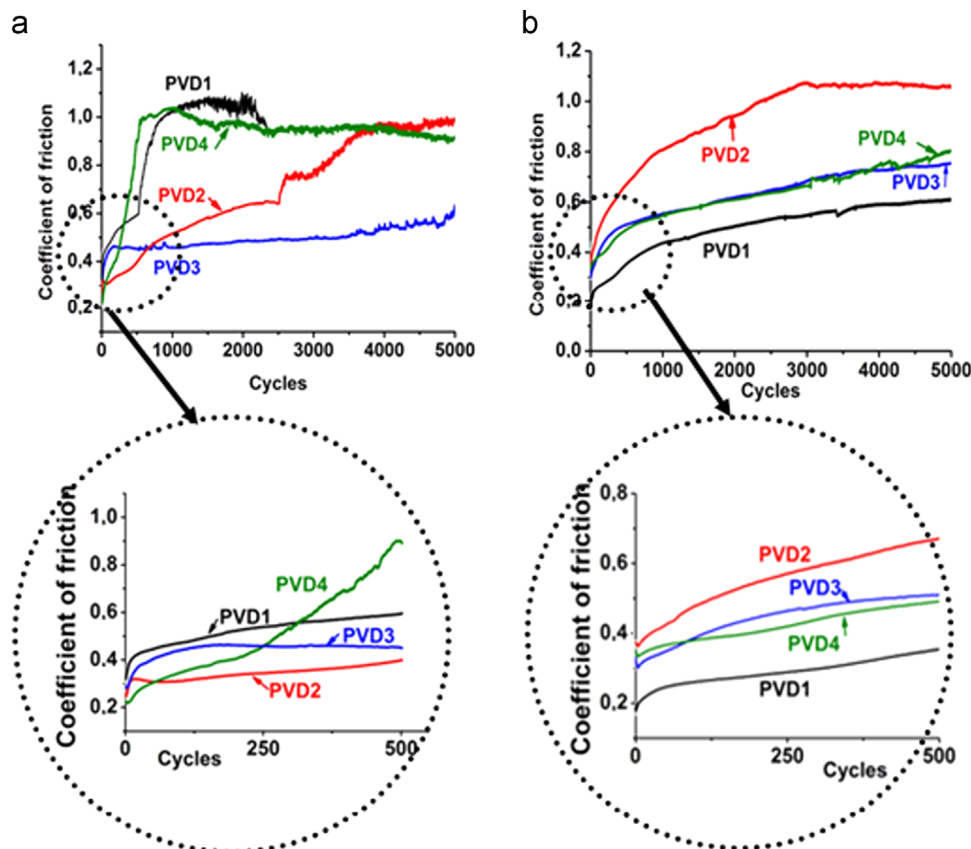 a
b
1,2
1,0
0.8
0.6
0.4
0.2
Coefficient of friction
PVD1
PVD4
PVD2
PVD3
0
1000
2000
3000
4000
5000
Cycles
1,2
1.0
0.8
0.6
0.4
0.2
0.0
Coefficient of friction
PVD2
PVD4
PVD3
PVD1
0
1000
2000
3000
4000
5000
Cycles
1.0
0.8
0.6
0.4
0.2
Coefficient of friction
PVD4
PVD1
PVD3
PVD2
0
250
500
Cycles
0,8
0,6
0,4
0,2
Coefficient of friction
PVD2
PVD3
PVD4
PVD1
0
250
500
Cycles